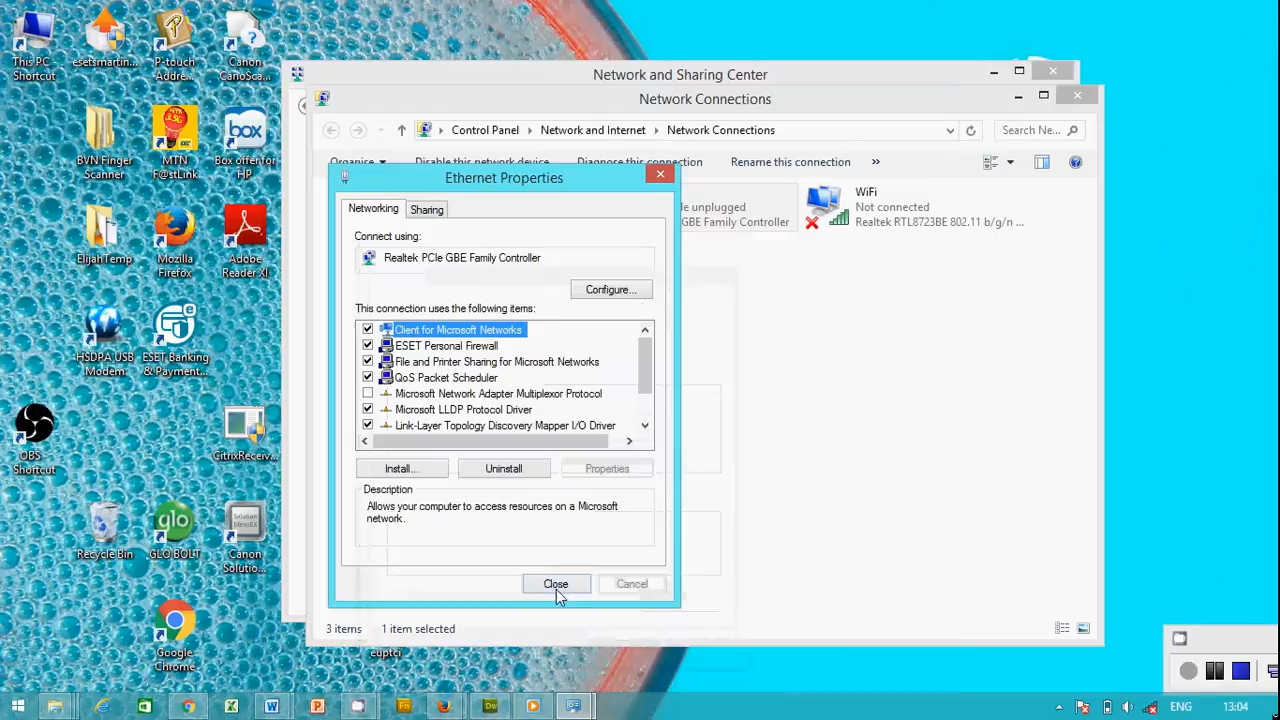 This PC
Shortcut
esetsmartin...
P-touch
Addre...
Canon
CanoSca...
BVN Finger
Scanner
MTN
F@stLink
box
Box offer for
HP
ElijahTemp
Mozilla
Firefox
Adobe
Reader XI
HSDPA USB
Modem
ESET Banking
& Payment...
OBS
Shortcut
CitrixReceiv...
Recycle Bin
glo
GLO BOLT
Canon
Solutio...
Google
Chrome
euptci
Network and Sharing Center
Network Connections
Control Panel
Network and Internet
Network Connections
Search Ne...
Organise
Disable this network device
Diagnose this connection
Rename this connection
»
unplugged
GBE Family Controller
WiFi
Not connected
Realtek RTL8723BE 802.11 b/g/n ...
Ethernet Properties
Networking
Sharing
Connect using:
Realtek PCIe GBE Family Controller
Configure...
This connection uses the following items:
Client for Microsoft Networks
ESET Personal Firewall
File and Printer Sharing for Microsoft Networks
QoS Packet Scheduler
Microsoft Network Adapter Multiplexor Protocol
Microsoft LLDP Protocol Driver
Link-Layer Topology Discovery Mapper I/O Driver
Install...
Uninstall
Properties
Description
Allows your computer to access resources on a Microsoft
network.
Close
Cancel
3 items
1 item selected
ENG
13:04